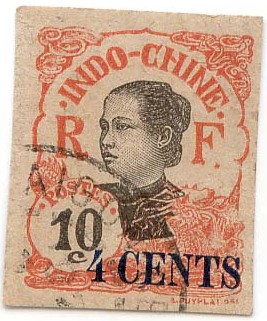 INDO-CHINE
R F
POSTES
10
c 4 CENTS